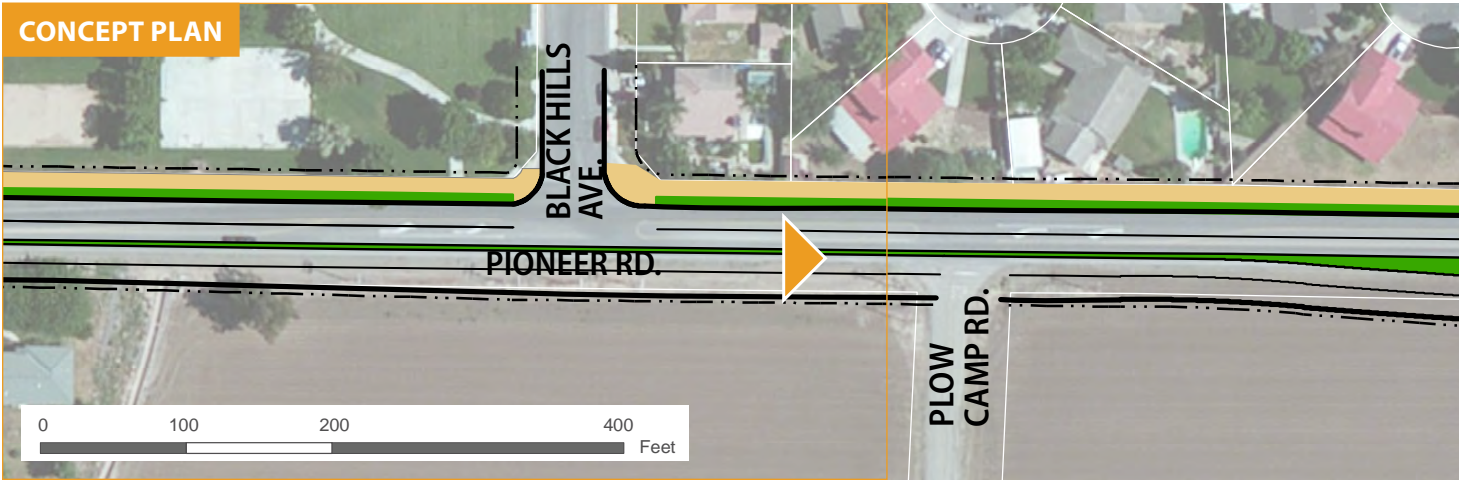 CONCEPT PLAN
BLACK HILLS
AVE.
PIONEER RD.
PLOW
CAMP RD.
0 100 200 400
Feet